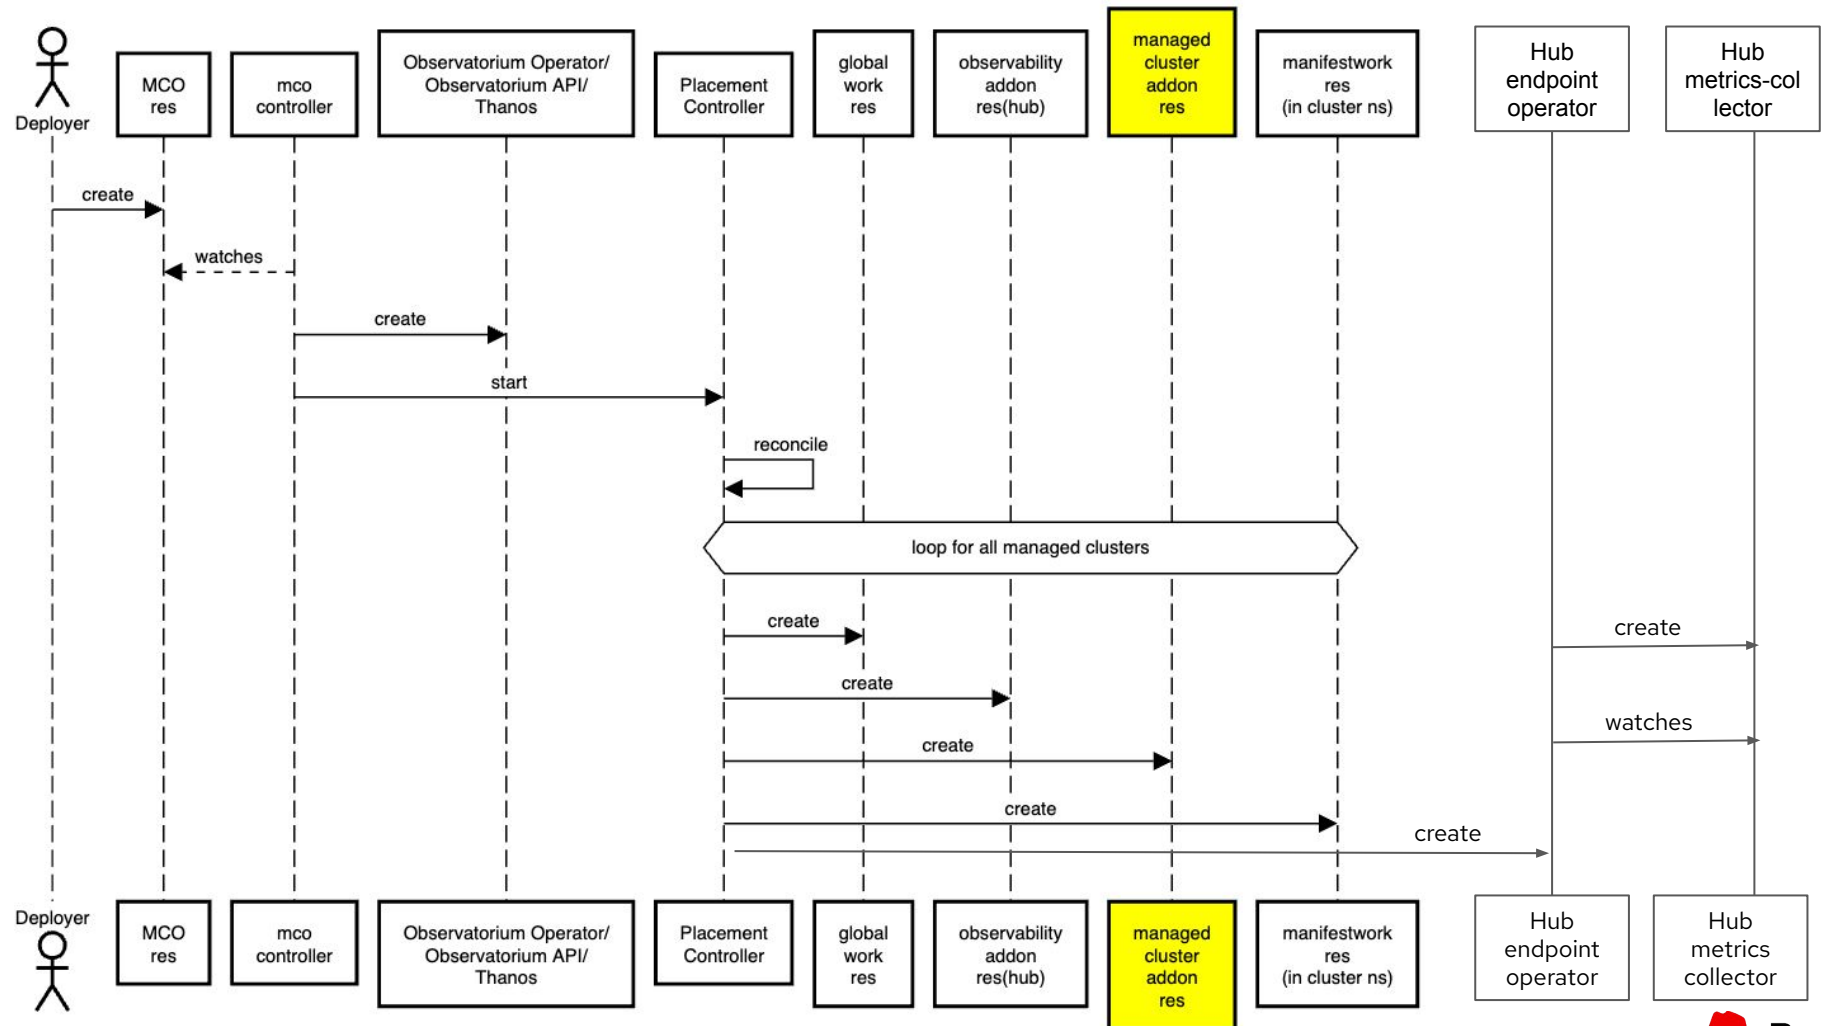 Deployer
MCO
res
mco
controller
Observatorium Operator/
Observatorium API/
Thanos
Placement
Controller
global
work
res
observability
addon
res(hub)
managed
cluster
addon
res
manifestwork
res
(in cluster ns)
Hub
endpoint
operator
Hub
metrics-col
lector
create
watches
create
start
reconcile
loop for all managed clusters
create
create
create
watches
create
create
create
create
Deployer
MCO
res
mco
controller
Observatorium Operator/
Observatorium API/
Thanos
Placement
Controller
global
work
res
observability
addon
res(hub)
managed
cluster
addon
res
manifestwork
res
(in cluster ns)
Hub
endpoint
operator
Hub
metrics
collector